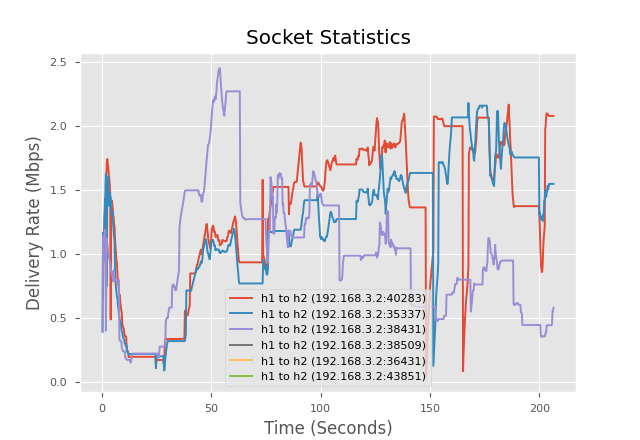 Socket Statistics
2.5
2.0
1.5
1.0
0.5
0.0
Delivery Rate (Mbps)
h1 to h2 (192.168.3.2:40283)
h1 to h2 (192.168.3.2:35337)
h1 to h2 (192.168.3.2:38431)
h1 to h2 (192.168.3.2:38509)
h1 to h2 (192.168.3.2:36431)
h1 to h2 (192.168.3.2:43851)
0 50 100 150 200
Time (Seconds)